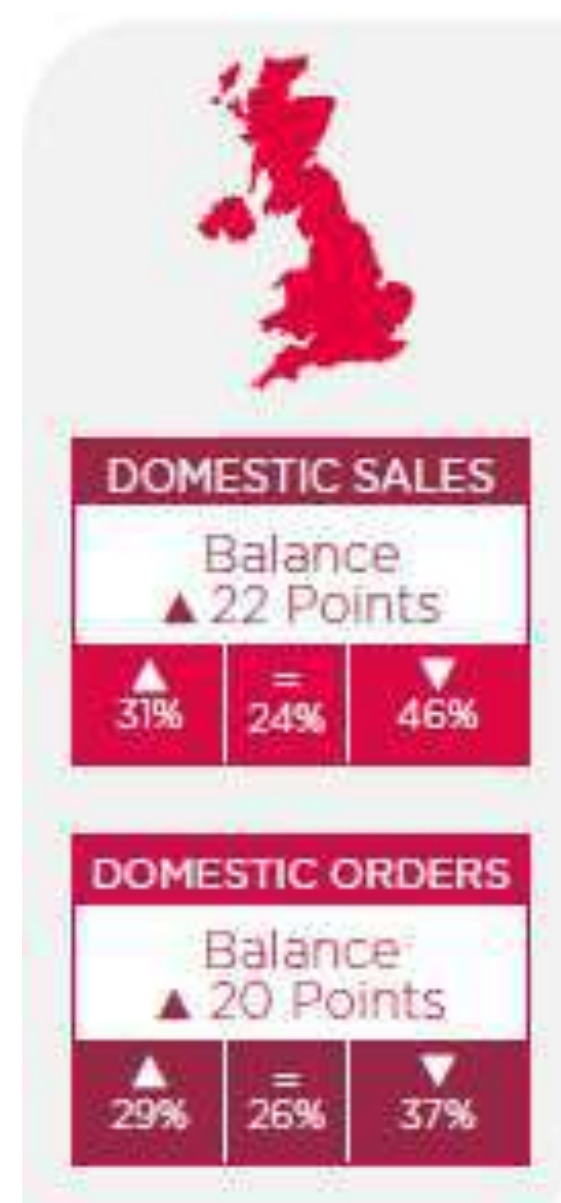 DOMESTIC SALES
Balance
▲ 22 Points
▲ = ▼
31% 24% 46%
DOMESTIC ORDERS
Balance
▲ 20 Points
▲ = ▼
29% 26% 37%